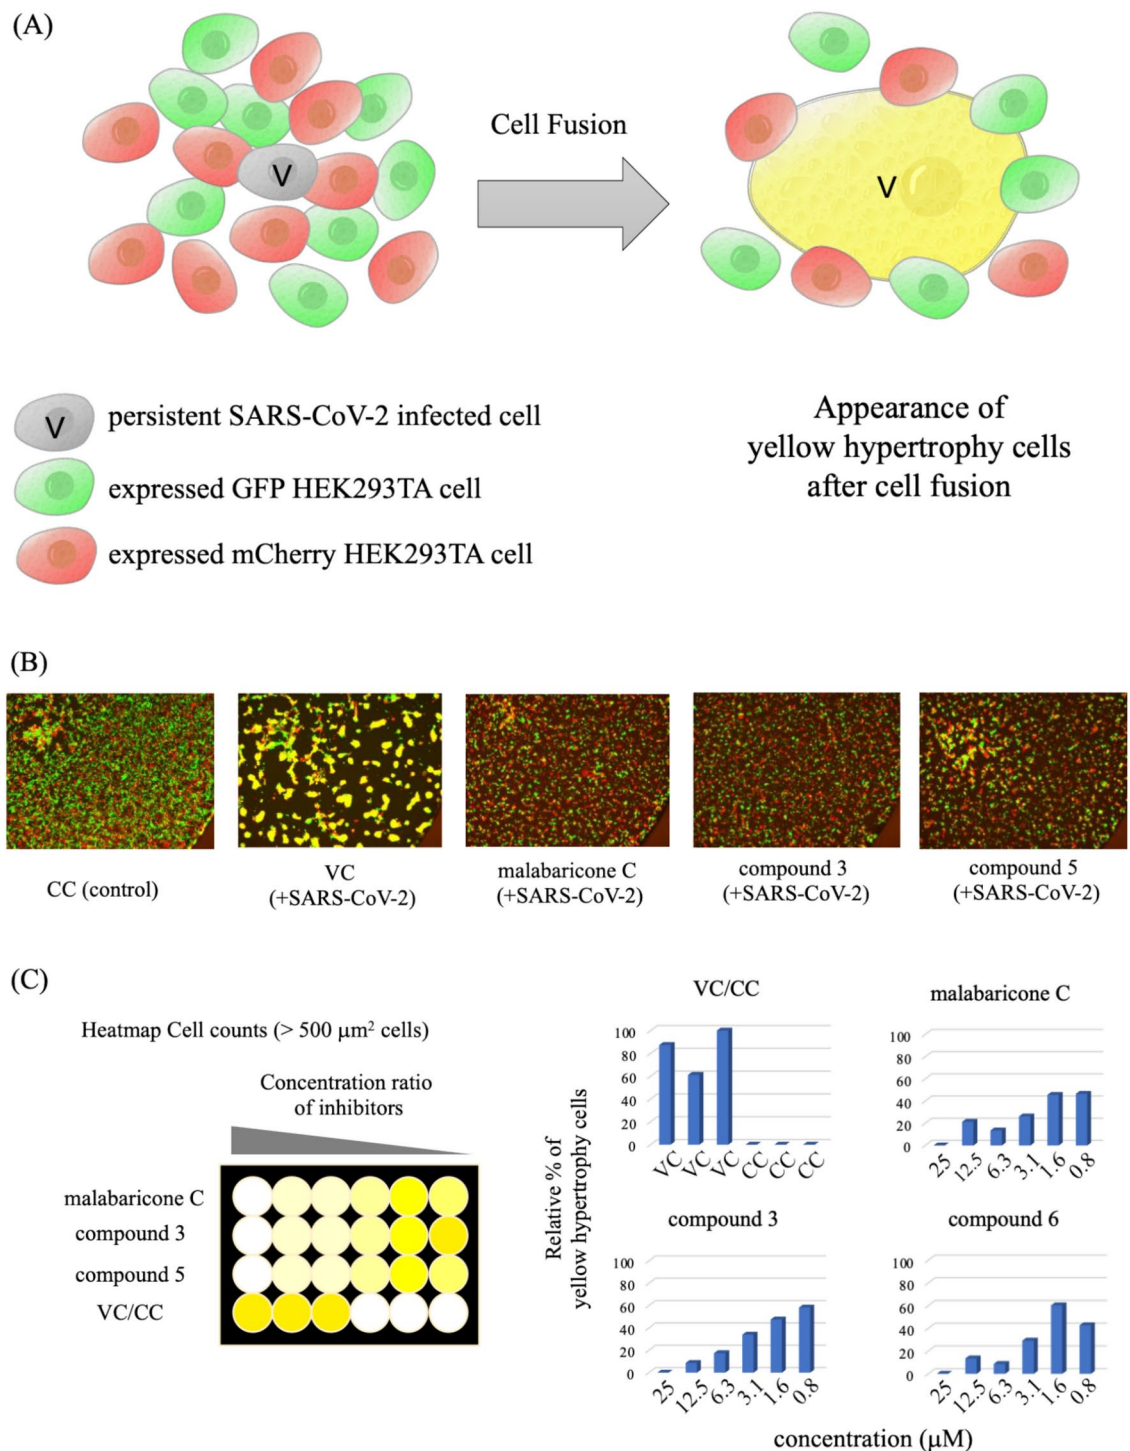 (A)
Cell Fusion
V
V
V
persistent SARS-CoV-2 infected cell
expressed GFP HEK293TA cell
expressed mCherry HEK293TA cell
Appearance of
yellow hypertrophy cells
after cell fusion
(B)
CC (control)
VC
(+SARS-CoV-2)
malabaricone C
(+SARS-CoV-2)
compound 3
(+SARS-CoV-2)
compound 5
(+SARS-CoV-2)
(C)
Heatmap Cell counts (> 500 μm² cells)
Concentration ratio
of inhibitors
malabaricone C
compound 3
compound 5
VC/CC
Relative % of
yellow hypertrophy cells
VC/CC
100
80
60
40
20
0
VC VC VC CC CC CC
malabaricone C
100
80
60
40
20
0
25 12.5 6.3 3.1 1.6 0.8
compound 3
100
80
60
40
20
0
25 12.5 6.3 3.1 1.6 0.8
compound 6
100
80
60
40
20
0
25 12.5 6.3 3.1 1.6 0.8
concentration (μM)